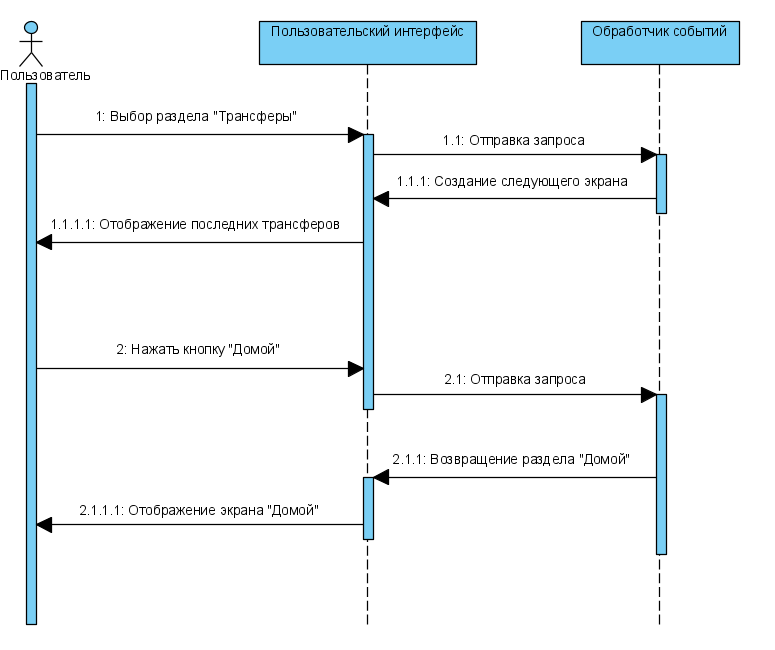 Пользовательский интерфейс
Обработчик событий
Пользователь
1: Выбор раздела "Трансферы"
1.1: Отправка запроса
1.1.1: Создание следующего экрана
1.1.1.1: Отображение последних трансферов
2: Нажать кнопку "Домой"
2.1: Отправка запроса
2.1.1: Возвращение раздела "Домой"
2.1.1.1: Отображение экрана "Домой"